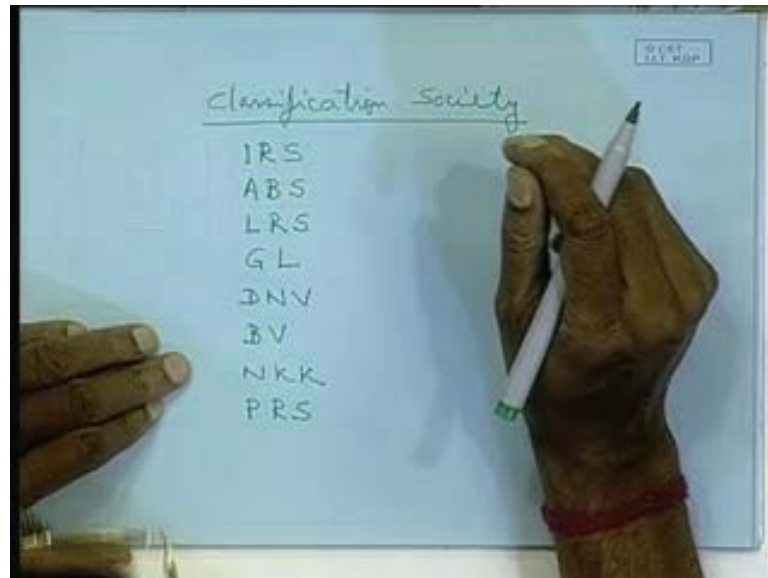 Classification Society
IRS
ABS
LRS
GL
DNV
BV
NKK
PRS